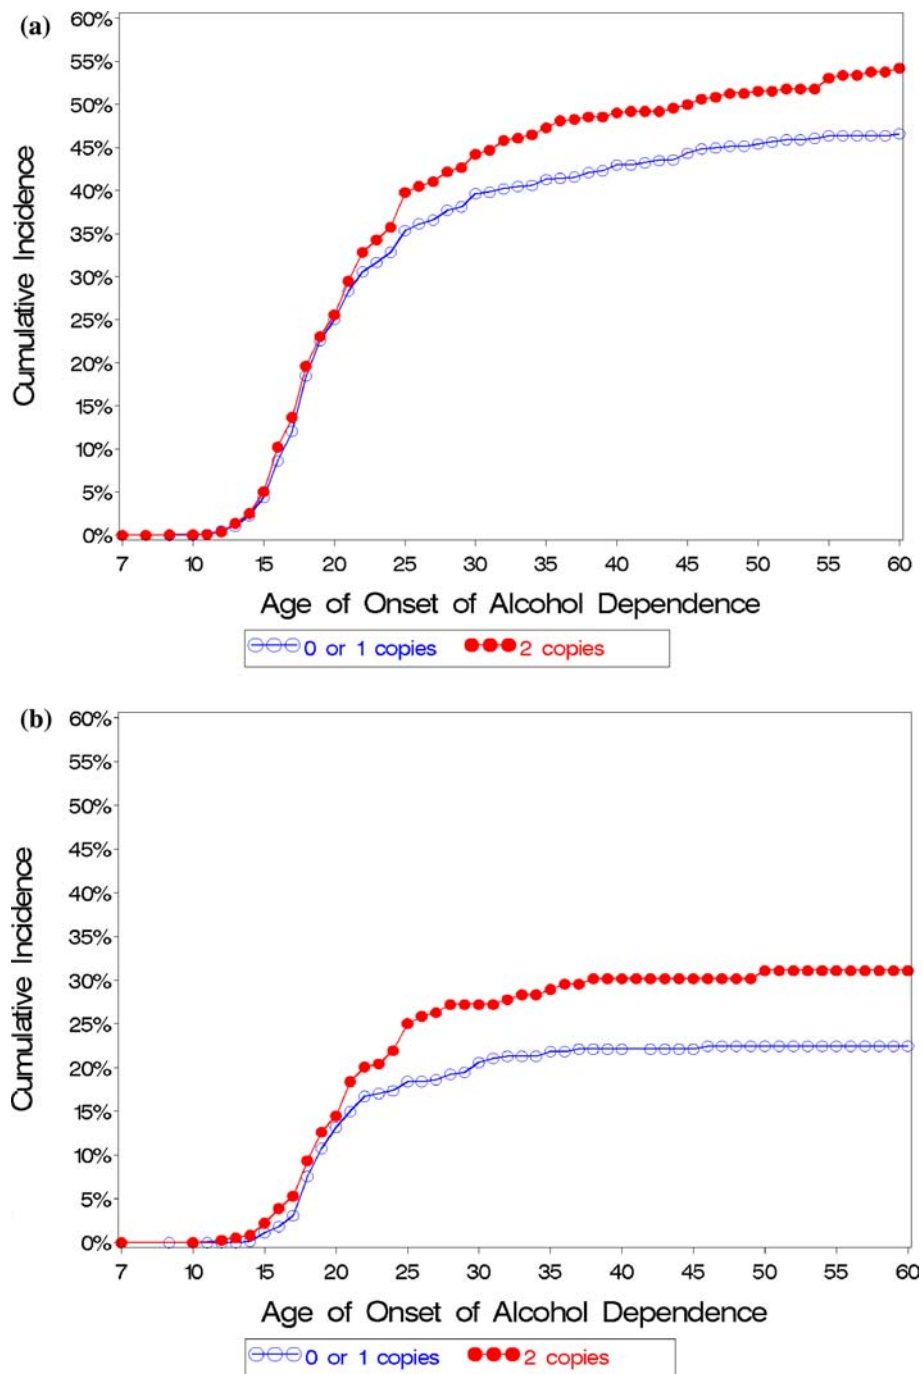 (a)
60%
55%
50%
45%
40%
35%
30%
25%
20%
15%
10%
5%
0%
Cumulative Incidence
7 10 15 20 25 30 35 40 45 50 55 60
Age of Onset of Alcohol Dependence
0 or 1 copies 2 copies
(b)
60%
55%
50%
45%
40%
35%
30%
25%
20%
15%
10%
5%
0%
Cumulative Incidence
7 10 15 20 25 30 35 40 45 50 55 60
Age of Onset of Alcohol Dependence
0 or 1 copies 2 copies